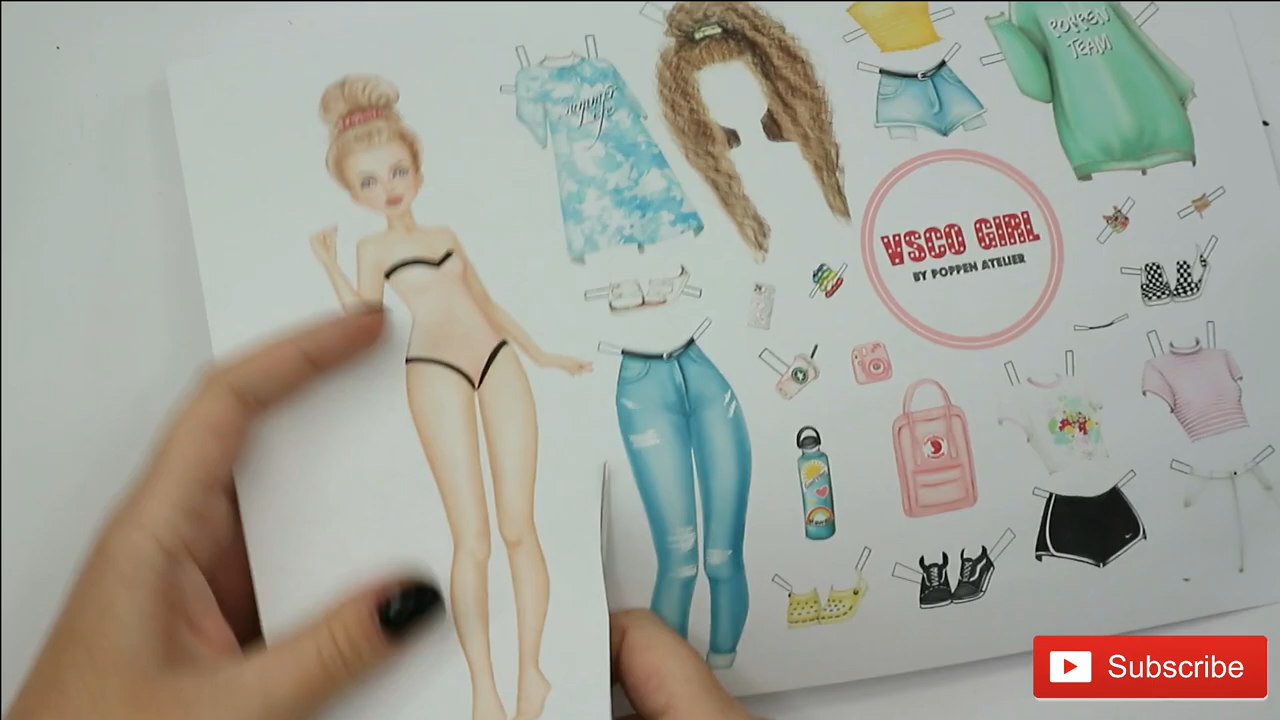 POPPEN
TEAM
VSCO GIRL
BY POPPEN ATELIER
Subscribe